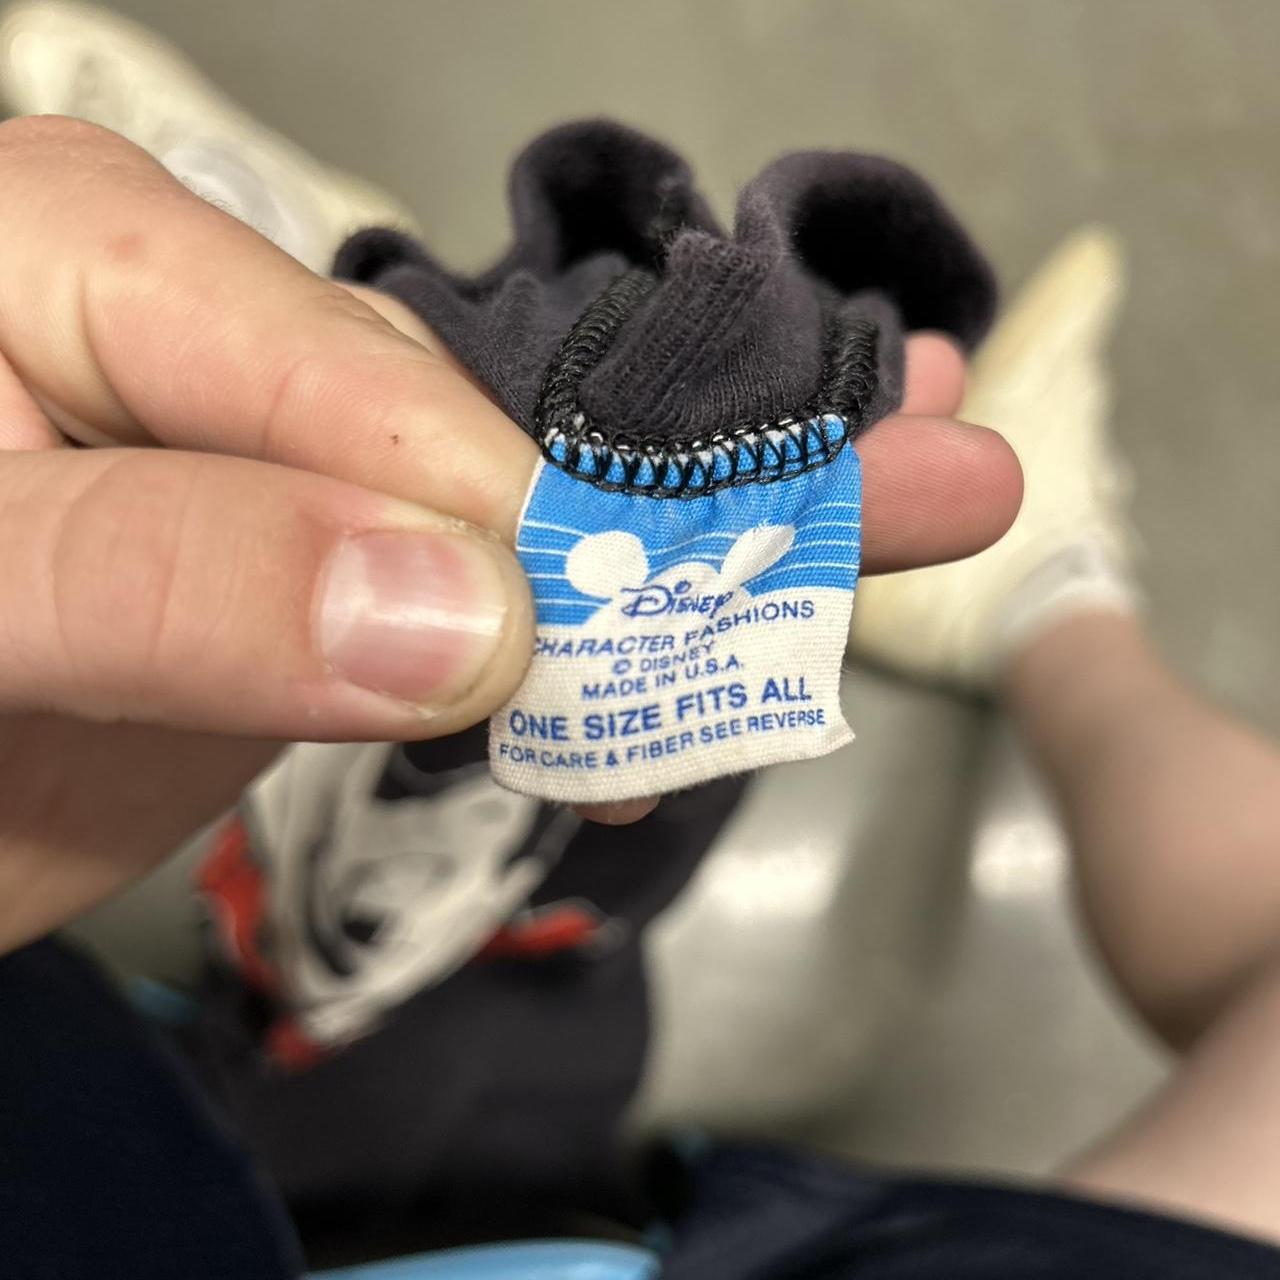 Disney
CHARACTER FASHIONS
© DISNEY
MADE IN U.S.A.
ONE SIZE FITS ALL
FOR CARE & FIBER SEE REVERSE